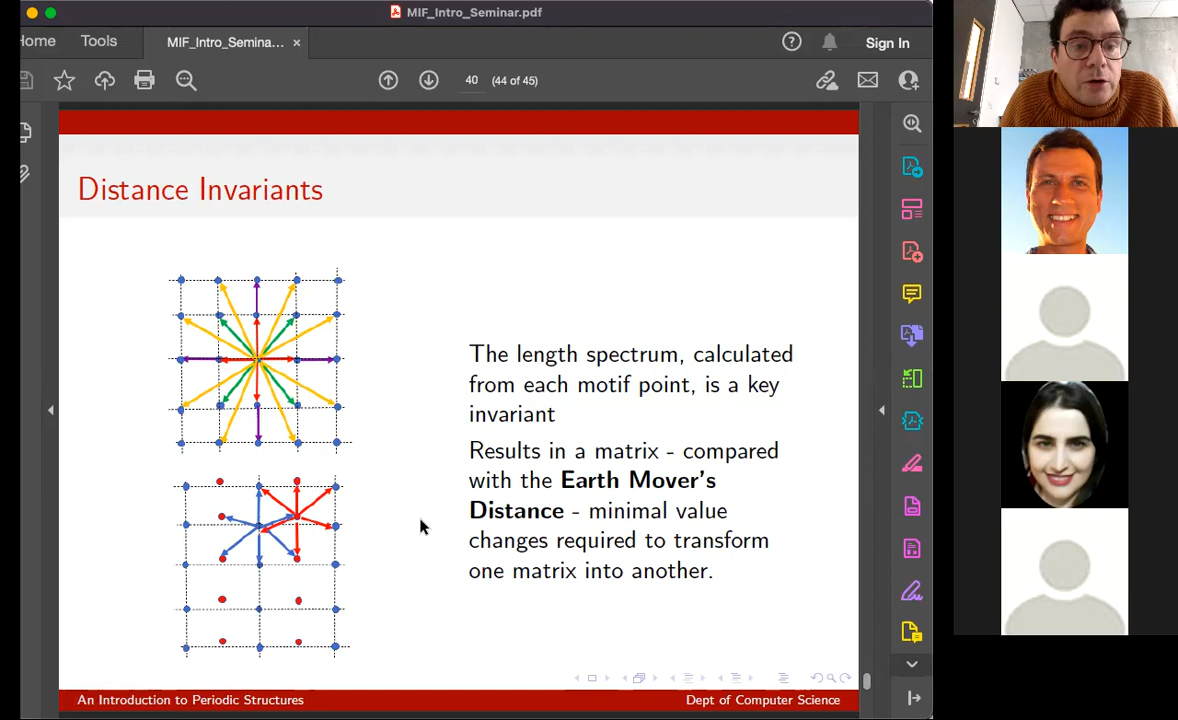 MIF_Intro_Seminar.pdf
Home
Tools
MIF_Intro_Semina... ×
Sign In
40 (44 of 45)
Distance Invariants
The length spectrum, calculated
from each motif point, is a key
invariant
Results in a matrix - compared
with the Earth Mover's
Distance - minimal value
changes required to transform
one matrix into another.
An Introduction to Periodic Structures
Dept of Computer Science